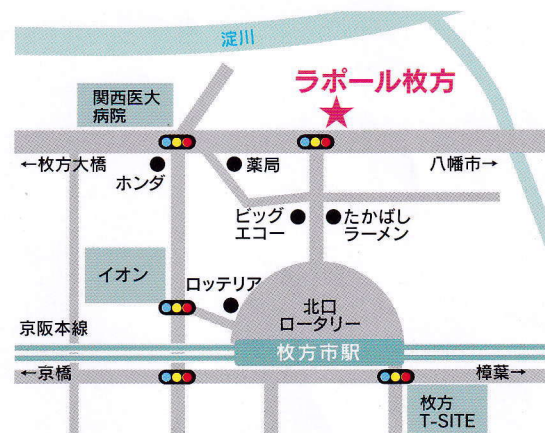 淀川
ラポール枚方
関西医大
病院
←枚方大橋
ホンダ
薬局
八幡市→
ビッグ
エコー
たかばし
ラーメン
イオン
ロッテリア
北口
ロータリー
京阪本線
枚方市駅
←京橋
樟葉→
枚方
T-SITE